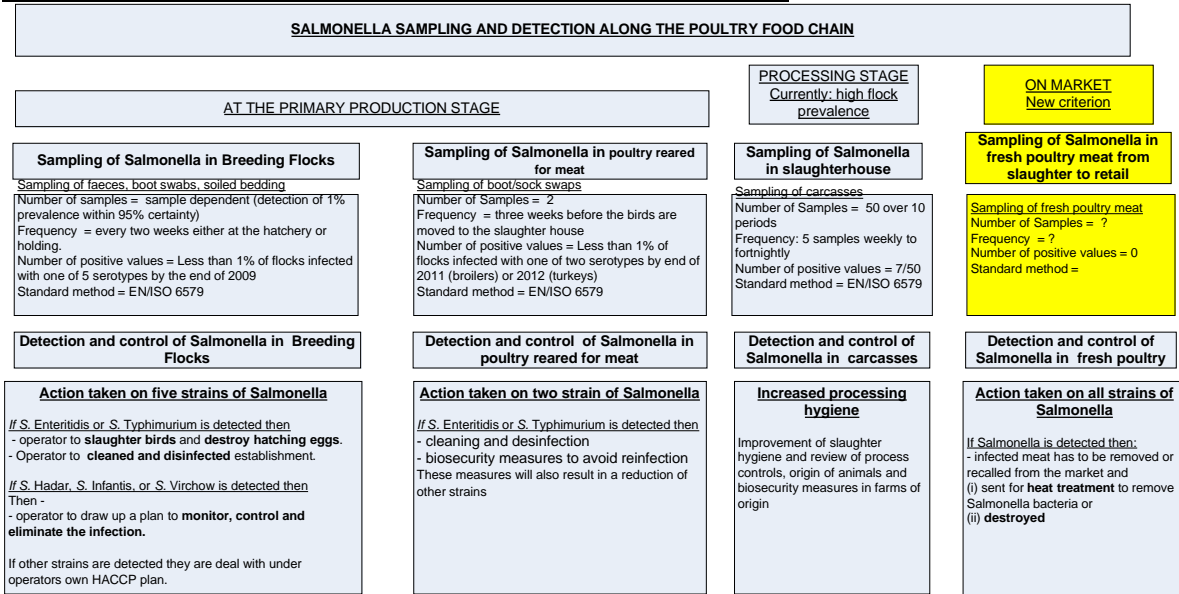 SALMONELLA SAMPLING AND DETECTION ALONG THE POULTRY FOOD CHAIN
AT THE PRIMARY PRODUCTION STAGE
PROCESSING STAGE
Currently: high flock
prevalence
ON MARKET
New criterion
Sampling of Salmonella in Breeding Flocks
Sampling of faeces, boot swabs, soiled bedding
Number of samples = sample dependent (detection of 1%
prevalence within 95% certainty)
Frequency = every two weeks either at the hatchery or
holding.
Number of positive values = Less than 1% of flocks infected
with one of 5 serotypes by the end of 2009
Standard method = EN/ISO 6579
Sampling of Salmonella in poultry reared
for meat
Sampling of boot/sock swaps
Number of Samples = 2
Frequency = three weeks before the birds are
moved to the slaughter house
Number of positive values = Less than 1% of
flocks infected with one of two serotypes by end of
2011 (broilers) or 2012 (turkeys)
Standard method = EN/ISO 6579
Sampling of Salmonella
in slaughterhouse
Sampling of carcasses
Number of Samples = 50 over 10
periods
Frequency: 5 samples weekly to
fortnightly
Number of positive values = 7/50
Standard method = EN/ISO 6579
Sampling of Salmonella in
fresh poultry meat from
slaughter to retail
Sampling of fresh poultry meat
Number of Samples = ?
Frequency = ?
Number of positive values = 0
Standard method =
Detection and control of Salmonella in Breeding
Flocks
Action taken on five strains of Salmonella
If S. Enteritidis or S. Typhimurium is detected then
- operator to slaughter birds and destroy hatching eggs.
- Operator to cleaned and disinfected establishment.
If S. Hadar, S. Infantis, or S. Virchow is detected then
Then -
- operator to draw up a plan to monitor, control and
eliminate the infection.
If other strains are detected they are deal with under
operators own HACCP plan.
Detection and control of Salmonella in
poultry reared for meat
Action taken on two strain of Salmonella
If S. Enteritidis or S. Typhimurium is detected then
- cleaning and desinfection
- biosecurity measures to avoid reinfection
These measures will also result in a reduction of
other strains
Detection and control of
Salmonella in carcasses
Increased processing
hygiene
Improvement of slaughter
hygiene and review of process
controls, origin of animals and
biosecurity measures in farms of
origin
Detection and control of
Salmonella in fresh poultry
Action taken on all strains of
Salmonella
If Salmonella is detected then:
- infected meat has to be removed or
recalled from the market and
(i) sent for heat treatment to remove
Salmonella bacteria or
(ii) destroyed